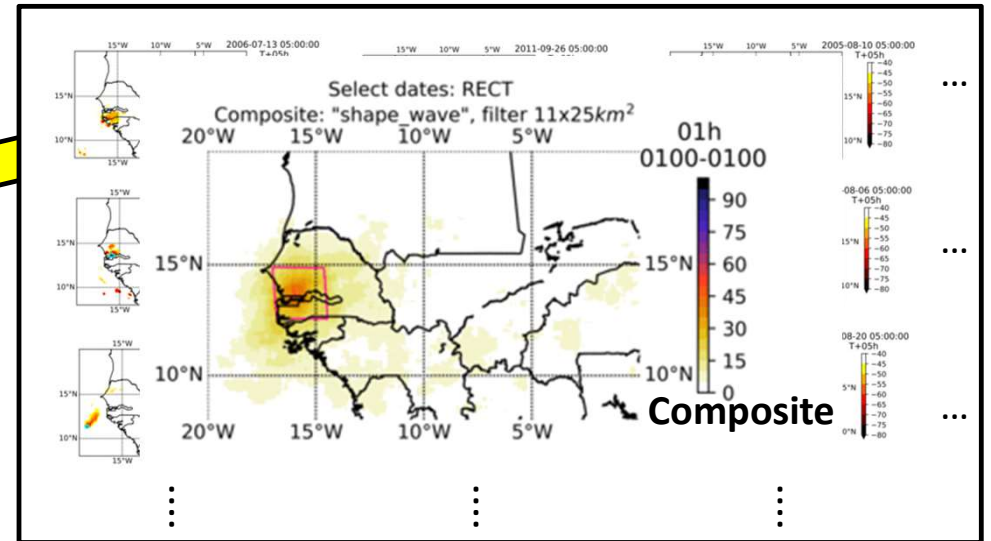 15°W 10°W 5°W 2006-07-13 05:00:00
15°W 10°W 5°W 2011-09-26 05:00:00
15°W 10°W 5°W 2005-08-10 05:00:00
T+05h
T+05h
15°N
10°N
15°W
15°N
10°N
15°W
15°W
15°N
10°N
15°W
Select dates: RECT
Composite: "shape_wave", filter 11x25km²
20°W 15°W 10°W 5°W
01h
0100-0100
15°N 15°N
10°N 10°N
20°W 15°W 10°W 5°W
90
75
60
45
30
15
0
Composite
15°N
10°N
−40
−45
−50
−55
−60
−65
−70
−75
−80
...
-08-06 05:00:00
T+05h
15°N
10°N
−40
−45
−50
−55
−60
−65
−70
−75
−80
...
08-20 05:00:00
T+05h
5°N
0°N
−40
−45
−50
−55
−60
−65
−70
−75
−80
...